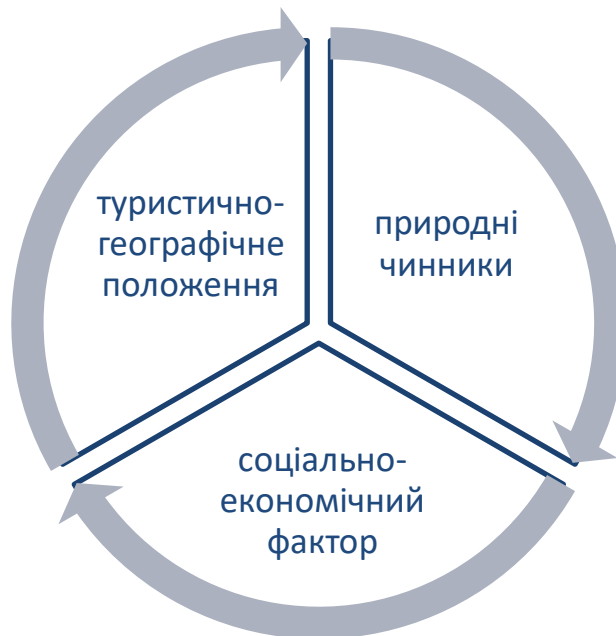 туристично-
географічне
положення
природні
чинники
соціально-
економічний
фактор